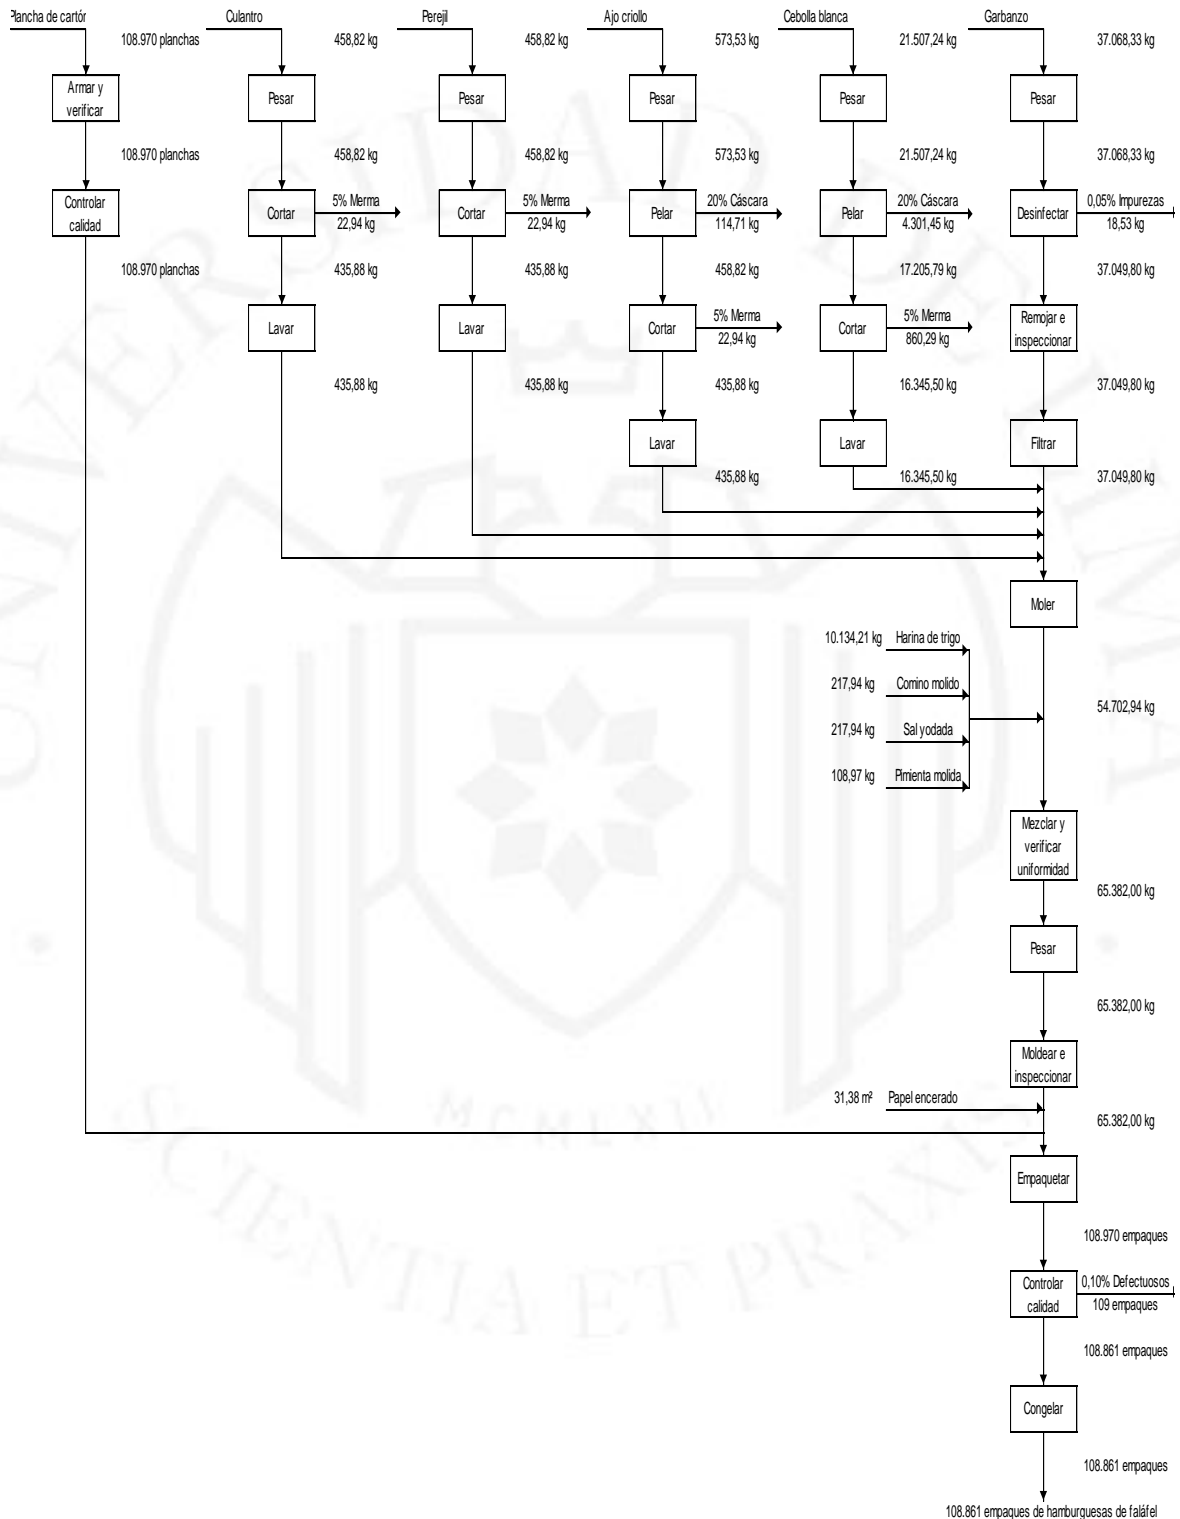 Plancha de cartón
Culantro
Perejil
Ajo criollo
Cebolla blanca
Garbanzo
108.970 planchas
458,82 kg
458,82 kg
573,53 kg
21.507,24 kg
37.068,33 kg
Armar y
verificar
Pesar
Pesar
Pesar
Pesar
Pesar
108.970 planchas
458,82 kg
458,82 kg
573,53 kg
21.507,24 kg
37.068,33 kg
Controlar
calidad
Cortar
5% Merma
22,94 kg
Cortar
5% Merma
22,94 kg
Pelar
20% Cáscara
114,71 kg
Pelar
20% Cáscara
4.301,45 kg
Desinfectar
0,05% Impurezas
18,53 kg
108.970 planchas
435,88 kg
435,88 kg
458,82 kg
17.205,79 kg
37.049,80 kg
Lavar
Lavar
Cortar
5% Merma
22,94 kg
Cortar
5% Merma
860,29 kg
Remojar e
inspeccionar
435,88 kg
435,88 kg
435,88 kg
16.345,50 kg
37.049,80 kg
Lavar
Lavar
Filtrar
435,88 kg
16.345,50 kg
37.049,80 kg
Moler
10.134,21 kg Harina de trigo
217,94 kg Comino molido
54.702,94 kg
217,94 kg Sal yodada
108,97 kg Pimienta molida
Mezclar y
verificar
uniformidad
65.382,00 kg
Pesar
65.382,00 kg
Moldear e
inspeccionar
31,38 m² Papel encerado
65.382,00 kg
Empaquetar
108.970 empaques
Controlar
calidad
0,10% Defectuosos
109 empaques
108.861 empaques
Congelar
108.861 empaques
108.861 empaques de hamburguesas de faláfel
UNIVERSIDAD DE LIMA
MCMLXII
SCIENTIA ET PRAXIS